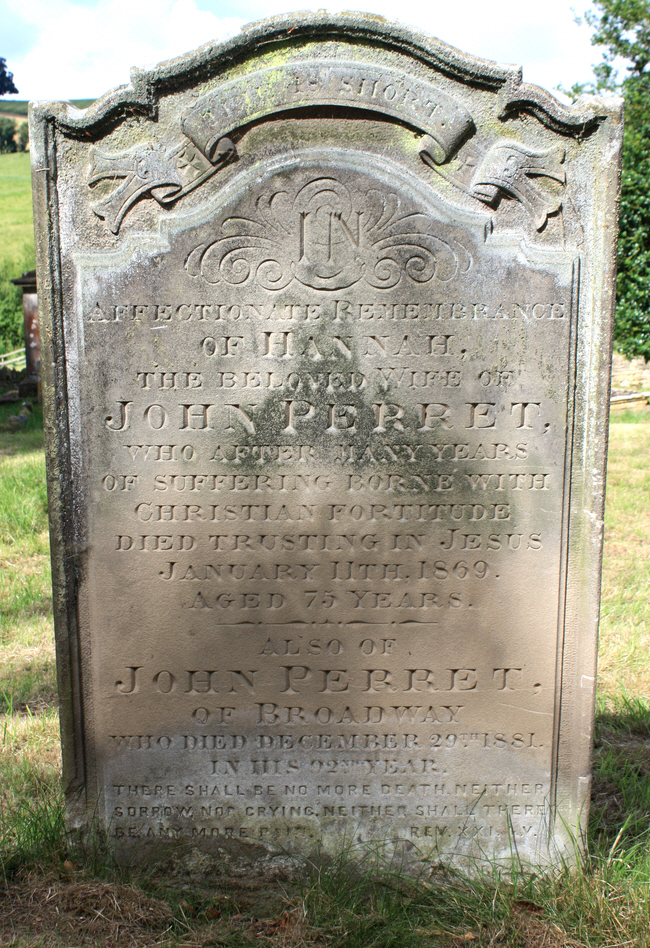 TIME IS SHORT.
IHN
AFFECTIONATE REMEMBRANCE
OF HANNAH,
THE BELOVED WIFE OF
JOHN PERRET,
WHO AFTER MANY YEARS
OF SUFFERING BORNE WITH
CHRISTIAN FORTITUDE
DIED TRUSTING IN JESUS
JANUARY 11TH. 1869.
AGED 75 YEARS.
ALSO OF
JOHN PERRET,
OF BROADWAY
WHO DIED DECEMBER 29TH 1881.
IN HIS 92ND YEAR.
THERE SHALL BE NO MORE DEATH, NEITHER
SORROW, NOR CRYING, NEITHER SHALL THERE
BE ANY MORE PAIN. REV. XXI. IV.